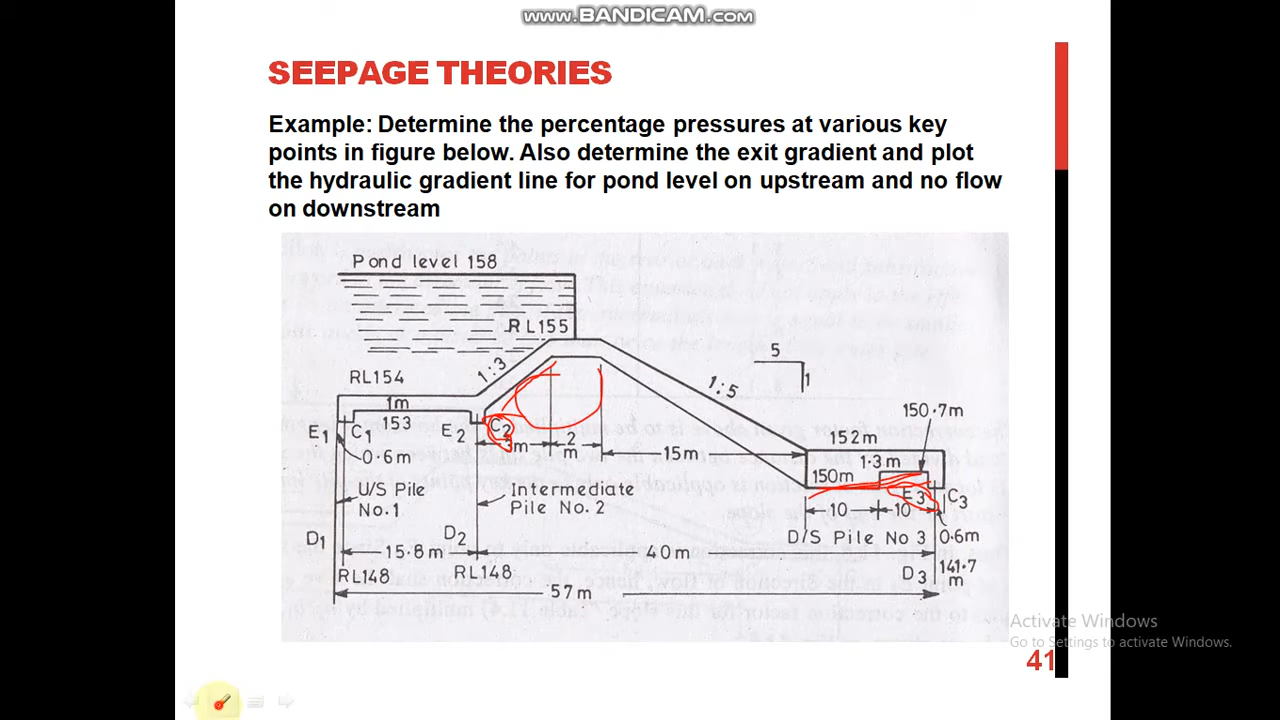 WWW.BANDICAM.COM
SEEPAGE THEORIES
Example: Determine the percentage pressures at various key
points in figure below. Also determine the exit gradient and plot
the hydraulic gradient line for pond level on upstream and no flow
on downstream
Pond level 158
RL155
1:3
5
1
1:5
RL154
1m
153
150.7m
152m
E1
C1
E2
C2
m
2
m
15m
1.3m
150m
0.6m
U/S Pile
No.1
Intermediate
Pile No.2
10
10
E3
C3
D/S Pile No 3
0.6m
D1
D2
15.8m
40m
D3
141.7
m
RL148
RL148
57m
Activate Windows
Go to Settings to activate Windows.
41